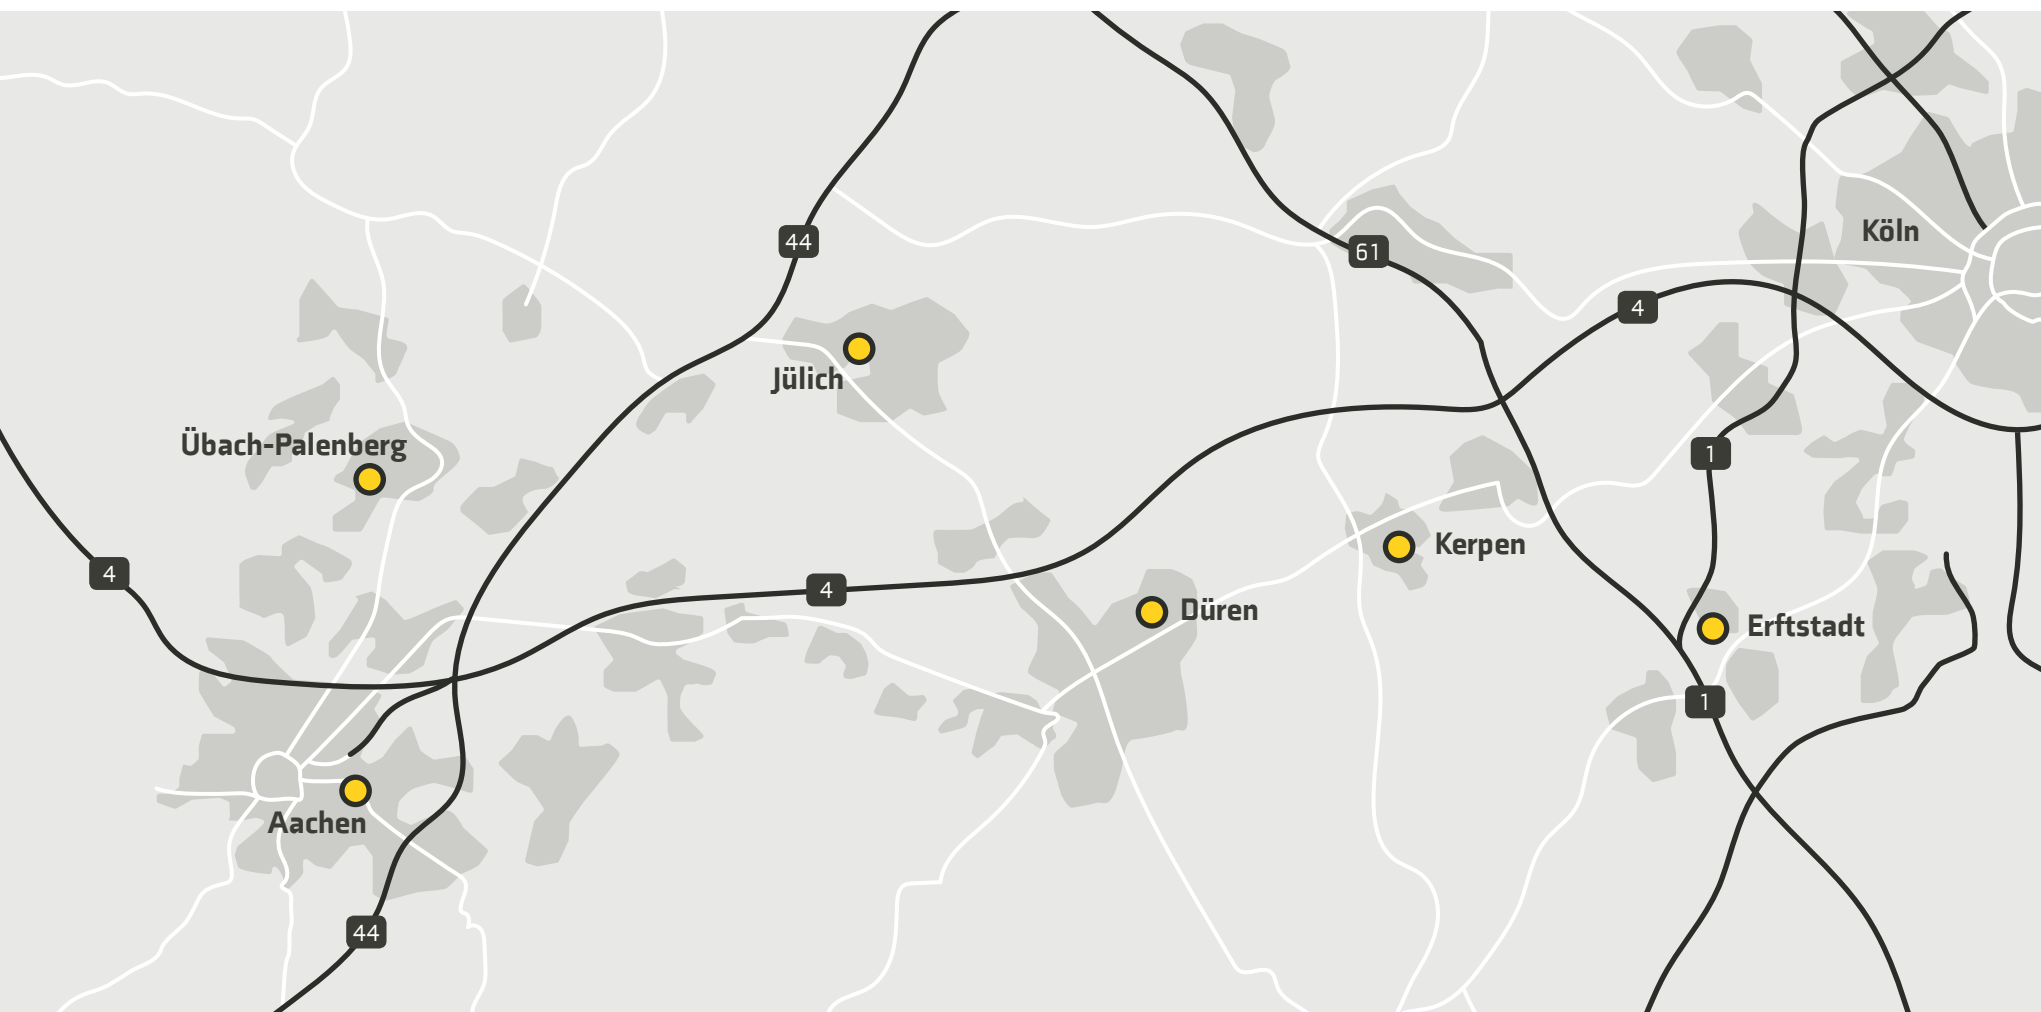 Köln
44
61
4
Jülich
Übach-Palenberg
1
Kerpen
4
4
Düren
Erftstadt
1
Aachen
44